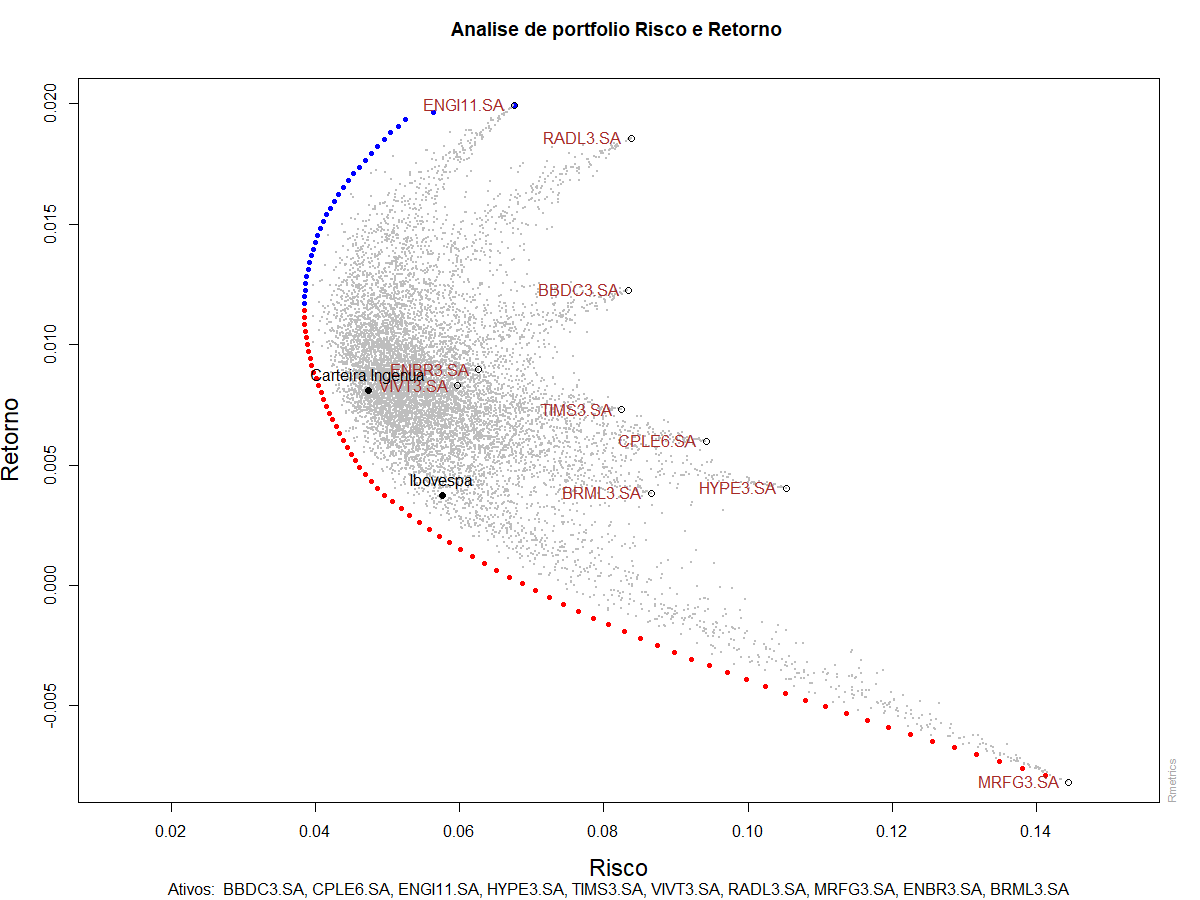 Analise de portfolio Risco e Retorno
0.020
ENGI11.SA
RADL3.SA
0.015
BBDC3.SA
0.010
ENBR3.SA
Carteira Ingenua
VIVT3.SA
TIMS3.SA
CPLE6.SA
Retorno
0.005
Ibovespa
HYPE3.SA
BRML3.SA
0.000
-0.005
MRFG3.SA
Rmetrics
0.02 0.04 0.06 0.08 0.10 0.12 0.14
Risco
Ativos: BBDC3.SA, CPLE6.SA, ENGI11.SA, HYPE3.SA, TIMS3.SA, VIVT3.SA, RADL3.SA, MRFG3.SA, ENBR3.SA, BRML3.SA